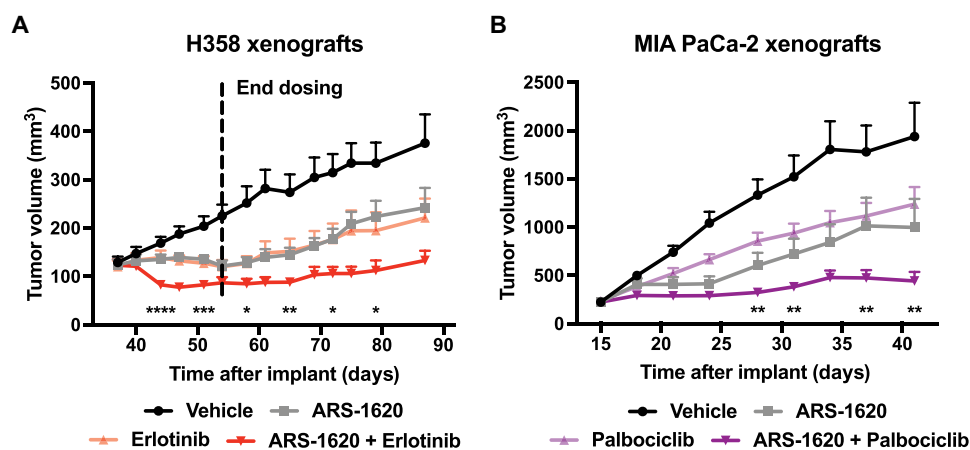 A
H358 xenografts
500
400
300
200
100
0
Tumor volume (mm³)
End dosing
**** *** * ** * *
40 50 60 70 80 90
Time after implant (days)
Vehicle ARS-1620
Erlotinib ARS-1620 + Erlotinib
B
MIA PaCa-2 xenografts
2500
2000
1500
1000
500
0
Tumor volume (mm³)
** ** ** **
15 20 25 30 35 40
Time after implant (days)
Vehicle ARS-1620
Palbociclib ARS-1620 + Palbociclib